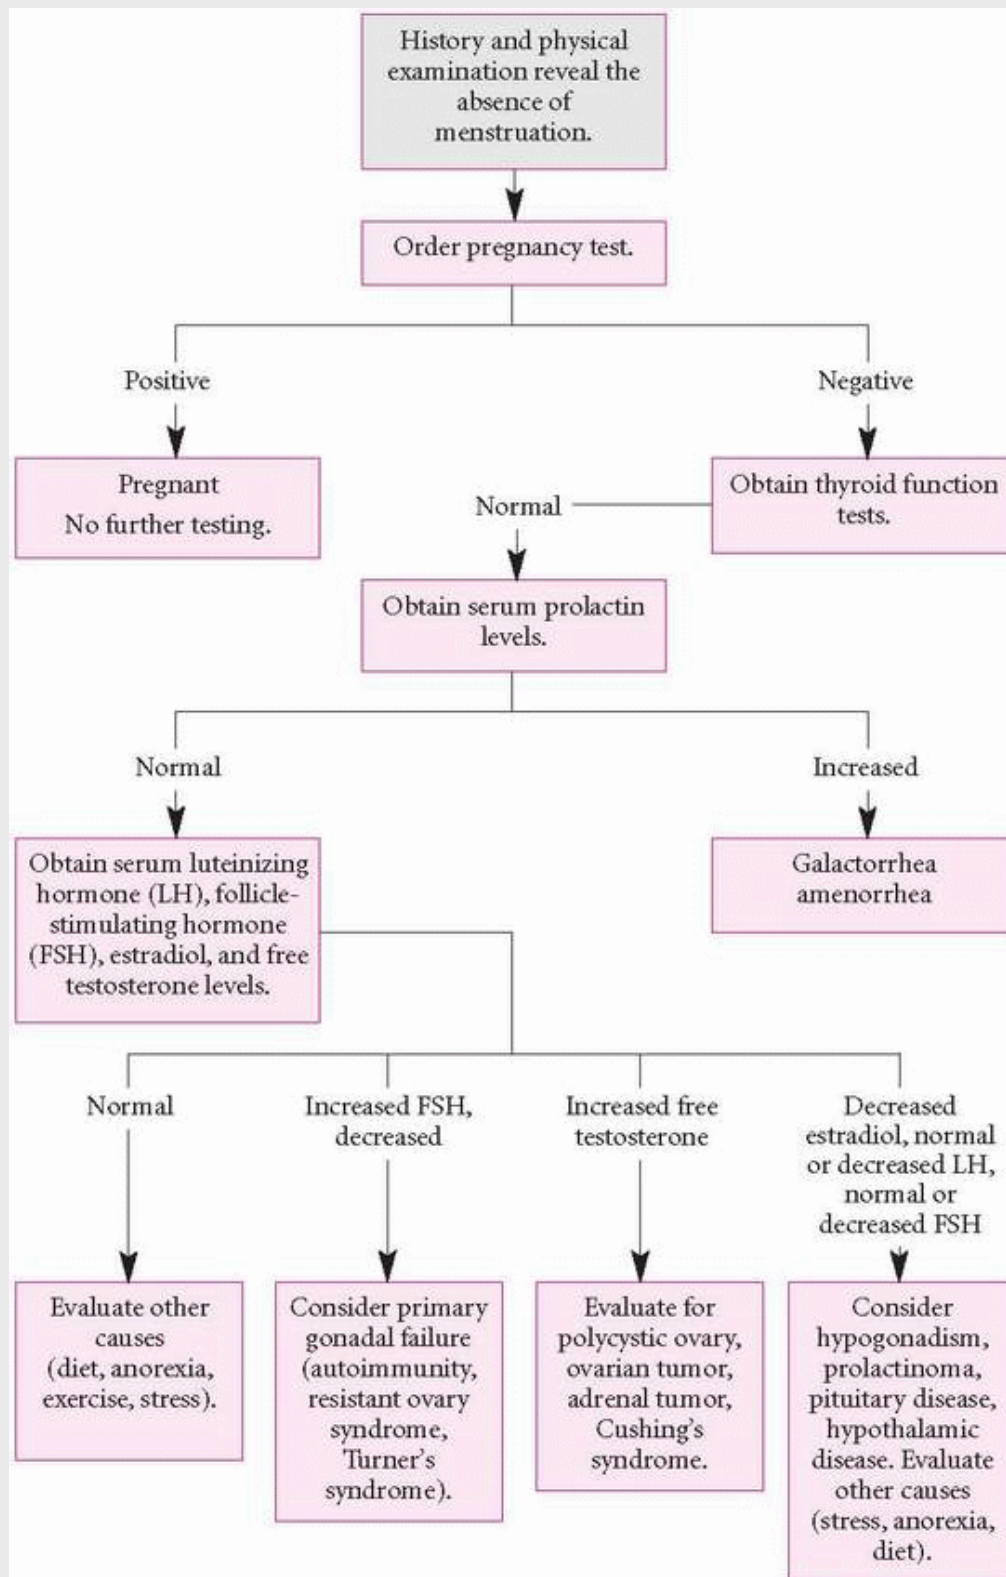 History and physical
examination reveal the
absence of
menstruation.
Order pregnancy test.
Positive
Negative
Pregnant
No further testing.
Obtain thyroid function
tests.
Normal
Obtain serum prolactin
levels.
Normal
Increased
Obtain serum luteinizing
hormone (LH), follicle-
stimulating hormone
(FSH), estradiol, and free
testosterone levels.
Galactorrhea
amenorrhea
Normal
Increased FSH,
decreased
Increased free
testosterone
Decreased
estradiol, normal
or decreased LH,
normal or
decreased FSH
Evaluate other
causes
(diet, anorexia,
exercise, stress).
Consider primary
gonadal failure
(autoimmunity,
resistant ovary
syndrome,
Turner's
syndrome).
Evaluate for
polycystic ovary,
ovarian tumor,
adrenal tumor,
Cushing's
syndrome.
Consider
hypogonadism,
prolactinoma,
pituitary disease,
hypothalamic
disease. Evaluate
other causes
(stress, anorexia,
diet).